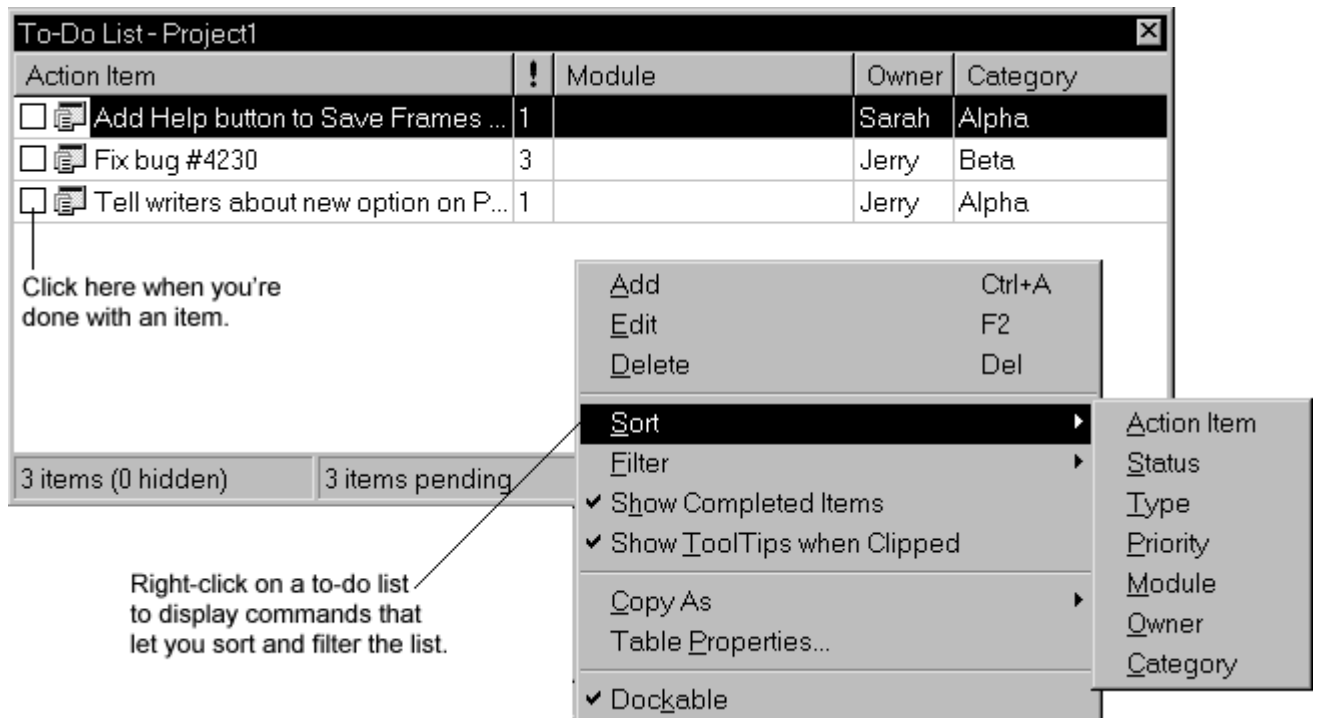 To-Do List - Project1
Action Item ! Module Owner Category
Add Help button to Save Frames ... 1 Sarah Alpha
Fix bug #4230 3 Jerry Beta
Tell writers about new option on P... 1 Jerry Alpha
Click here when you're
done with an item.
Add Ctrl+A
Edit F2
Delete Del
Sort
Filter
Show Completed Items
Show ToolTips when Clipped
Copy As
Table Properties...
Dockable
Action Item
Status
Type
Priority
Module
Owner
Category
3 items (0 hidden) 3 items pending
Right-click on a to-do list
to display commands that
let you sort and filter the list.